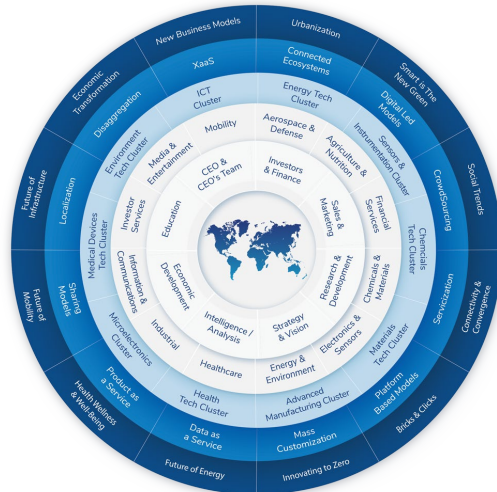 New Business Models
Urbanization
Smart is The
New Green
Social Trends
Connectivity &
Convergence
Bricks & Clicks
Innovating to Zero
Future of Energy
Health Wellness
& Well-Being
Future of
Mobility
Future of
Infrastructure
Economic
Transformation
XaaS
Connected
Ecosystems
Digital Led
Models
CrowdSourcing
Servicization
Platform
Based Models
Mass
Customization
Data as
a Service
Product as
a Service
Sharing
Models
Localization
Disaggregation
ICT
Cluster
Energy Tech
Cluster
Sensors &
Instrumentation Cluster
Chemcials
Tech Cluster
Materials
Tech Cluster
Advanced
Manufacturing Cluster
Health
Tech Cluster
Microelectronics
Cluster
Medical Devices
Tech Cluster
Environment
Tech Cluster
Mobility
Aerospace &
Defense
Agriculture &
Nutrition
Financial
Services
Chemicals &
Materials
Electronics &
Sensors
Energy &
Environment
Healthcare
Industrial
Information &
Communications
Investor
Services
Media &
Entertainment
CEO &
CEO's Team
Investors
& Finance
Sales &
Marketing
Research &
Development
Strategy
& Vision
Intelligence /
Analysis
Economic
Development
Education